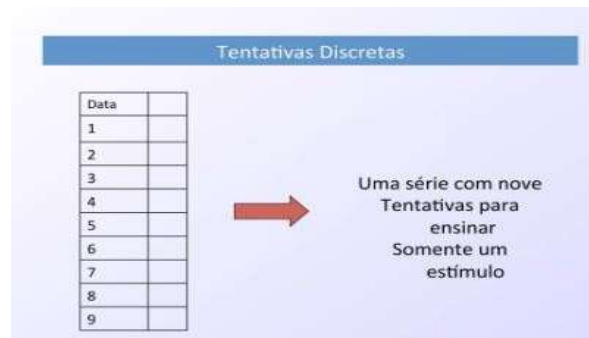 Tentativas Discretas
Data
1
2
3
4
5
6
7
8
9
Uma série com nove
Tentativas para
ensinar
Somente um
estímulo